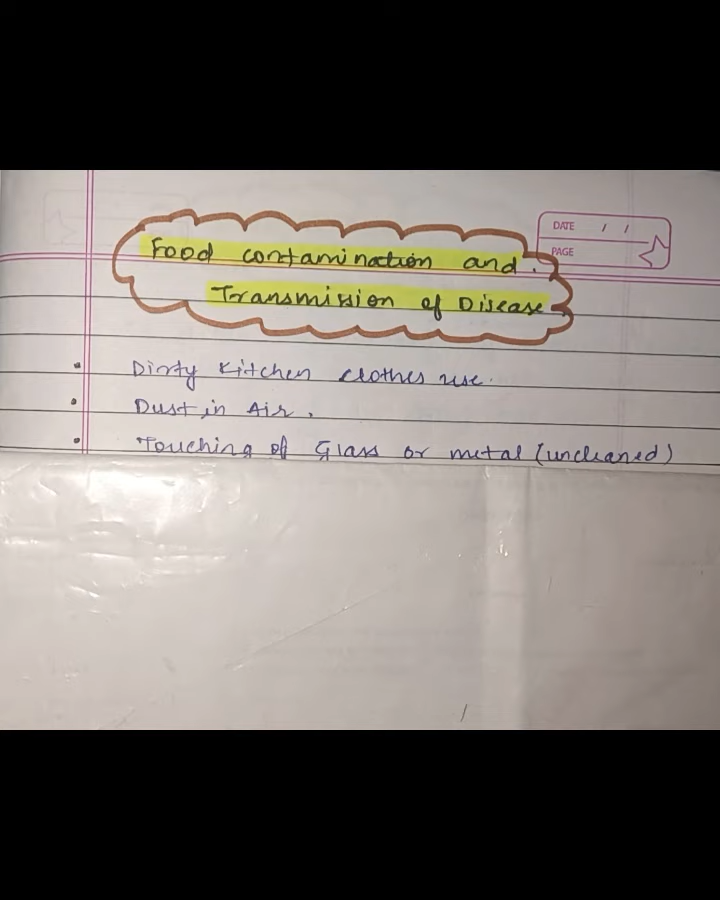 DATE / /
PAGE
Food contamination and.
Transmission of Disease
• Dirty Kitchen clothes use.
• Dust in Air.
• Touching of Glass or metal (uncleaned)